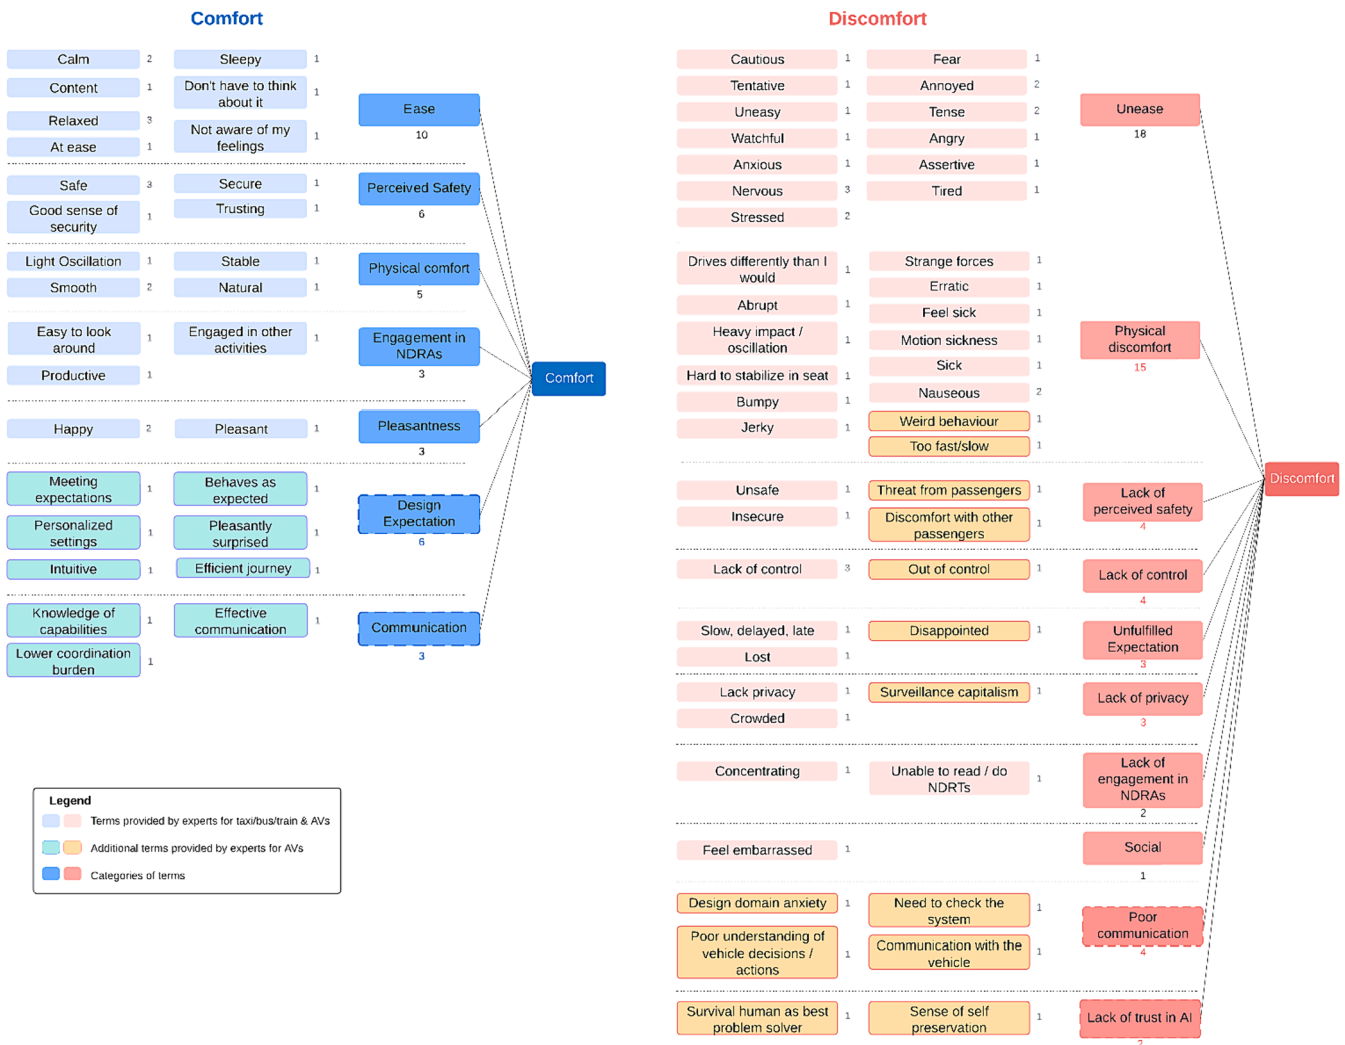 Comfort
Calm 2
Sleepy 1
Content 1
Don't have to think
about it 1
Relaxed 3
Not aware of my
feelings 1
At ease 1
Ease
10
Safe 3
Secure 1
Good sense of
security 1
Trusting 1
Perceived Safety
6
Light Oscillation 1
Stable 1
Smooth 2
Natural 1
Physical comfort
5
Easy to look
around 1
Engaged in other
activities 1
Productive 1
Engagement in
NDRAs
3
Happy 2
Pleasant 1
Pleasantness
3
Meeting
expectations 1
Behaves as
expected 1
Personalized
settings 1
Pleasantly
surprised 1
Intuitive 1
Efficient journey 1
Design
Expectation
6
Knowledge of
capabilities 1
Effective
communication 1
Lower coordination
burden 1
Communication
3
Comfort
Legend
Terms provided by experts for taxi/bus/train & AVs
Additional terms provided by experts for AVs
Categories of terms
Discomfort
Cautious 1
Fear 1
Tentative 1
Annoyed 2
Uneasy 1
Tense 2
Watchful 1
Angry 1
Anxious 1
Assertive 1
Nervous 3
Tired 1
Stressed 2
Unease
18
Drives differently than I
would 1
Strange forces 1
Abrupt 1
Erratic 1
Heavy impact /
oscillation 1
Feel sick 1
Motion sickness 1
Hard to stabilize in seat 1
Sick 1
Bumpy 1
Nauseous 2
Jerky 1
Weird behaviour 1
Too fast/slow 1
Physical
discomfort
15
Unsafe 1
Threat from passengers 1
Insecure 1
Discomfort with other
passengers 1
Lack of
perceived safety
4
Lack of control 3
Out of control 1
Lack of control
4
Slow, delayed, late 1
Disappointed 1
Lost 1
Unfulfilled
Expectation
3
Lack privacy 1
Surveillance capitalism 1
Crowded 1
Lack of privacy
3
Concentrating 1
Unable to read / do
NDRTs 1
Lack of
engagement in
NDRAs
2
Feel embarrassed 1
Social
1
Design domain anxiety 1
Need to check the
system 1
Poor understanding of
vehicle decisions /
actions 1
Communication with the
vehicle 1
Poor
communication
4
Survival human as best
problem solver 1
Sense of self
preservation 1
Lack of trust in AI
2
Discomfort